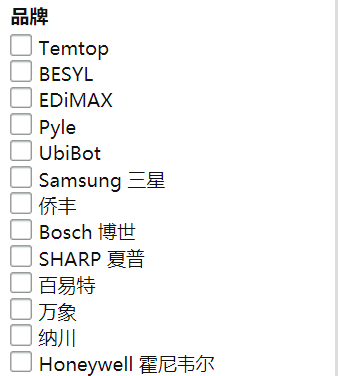 品牌
Temtop
BESYL
EDiMAX
Pyle
UbiBot
Samsung 三星
侨丰
Bosch 博世
SHARP 夏普
百易特
万象
纳川
Honeywell 霍尼韦尔